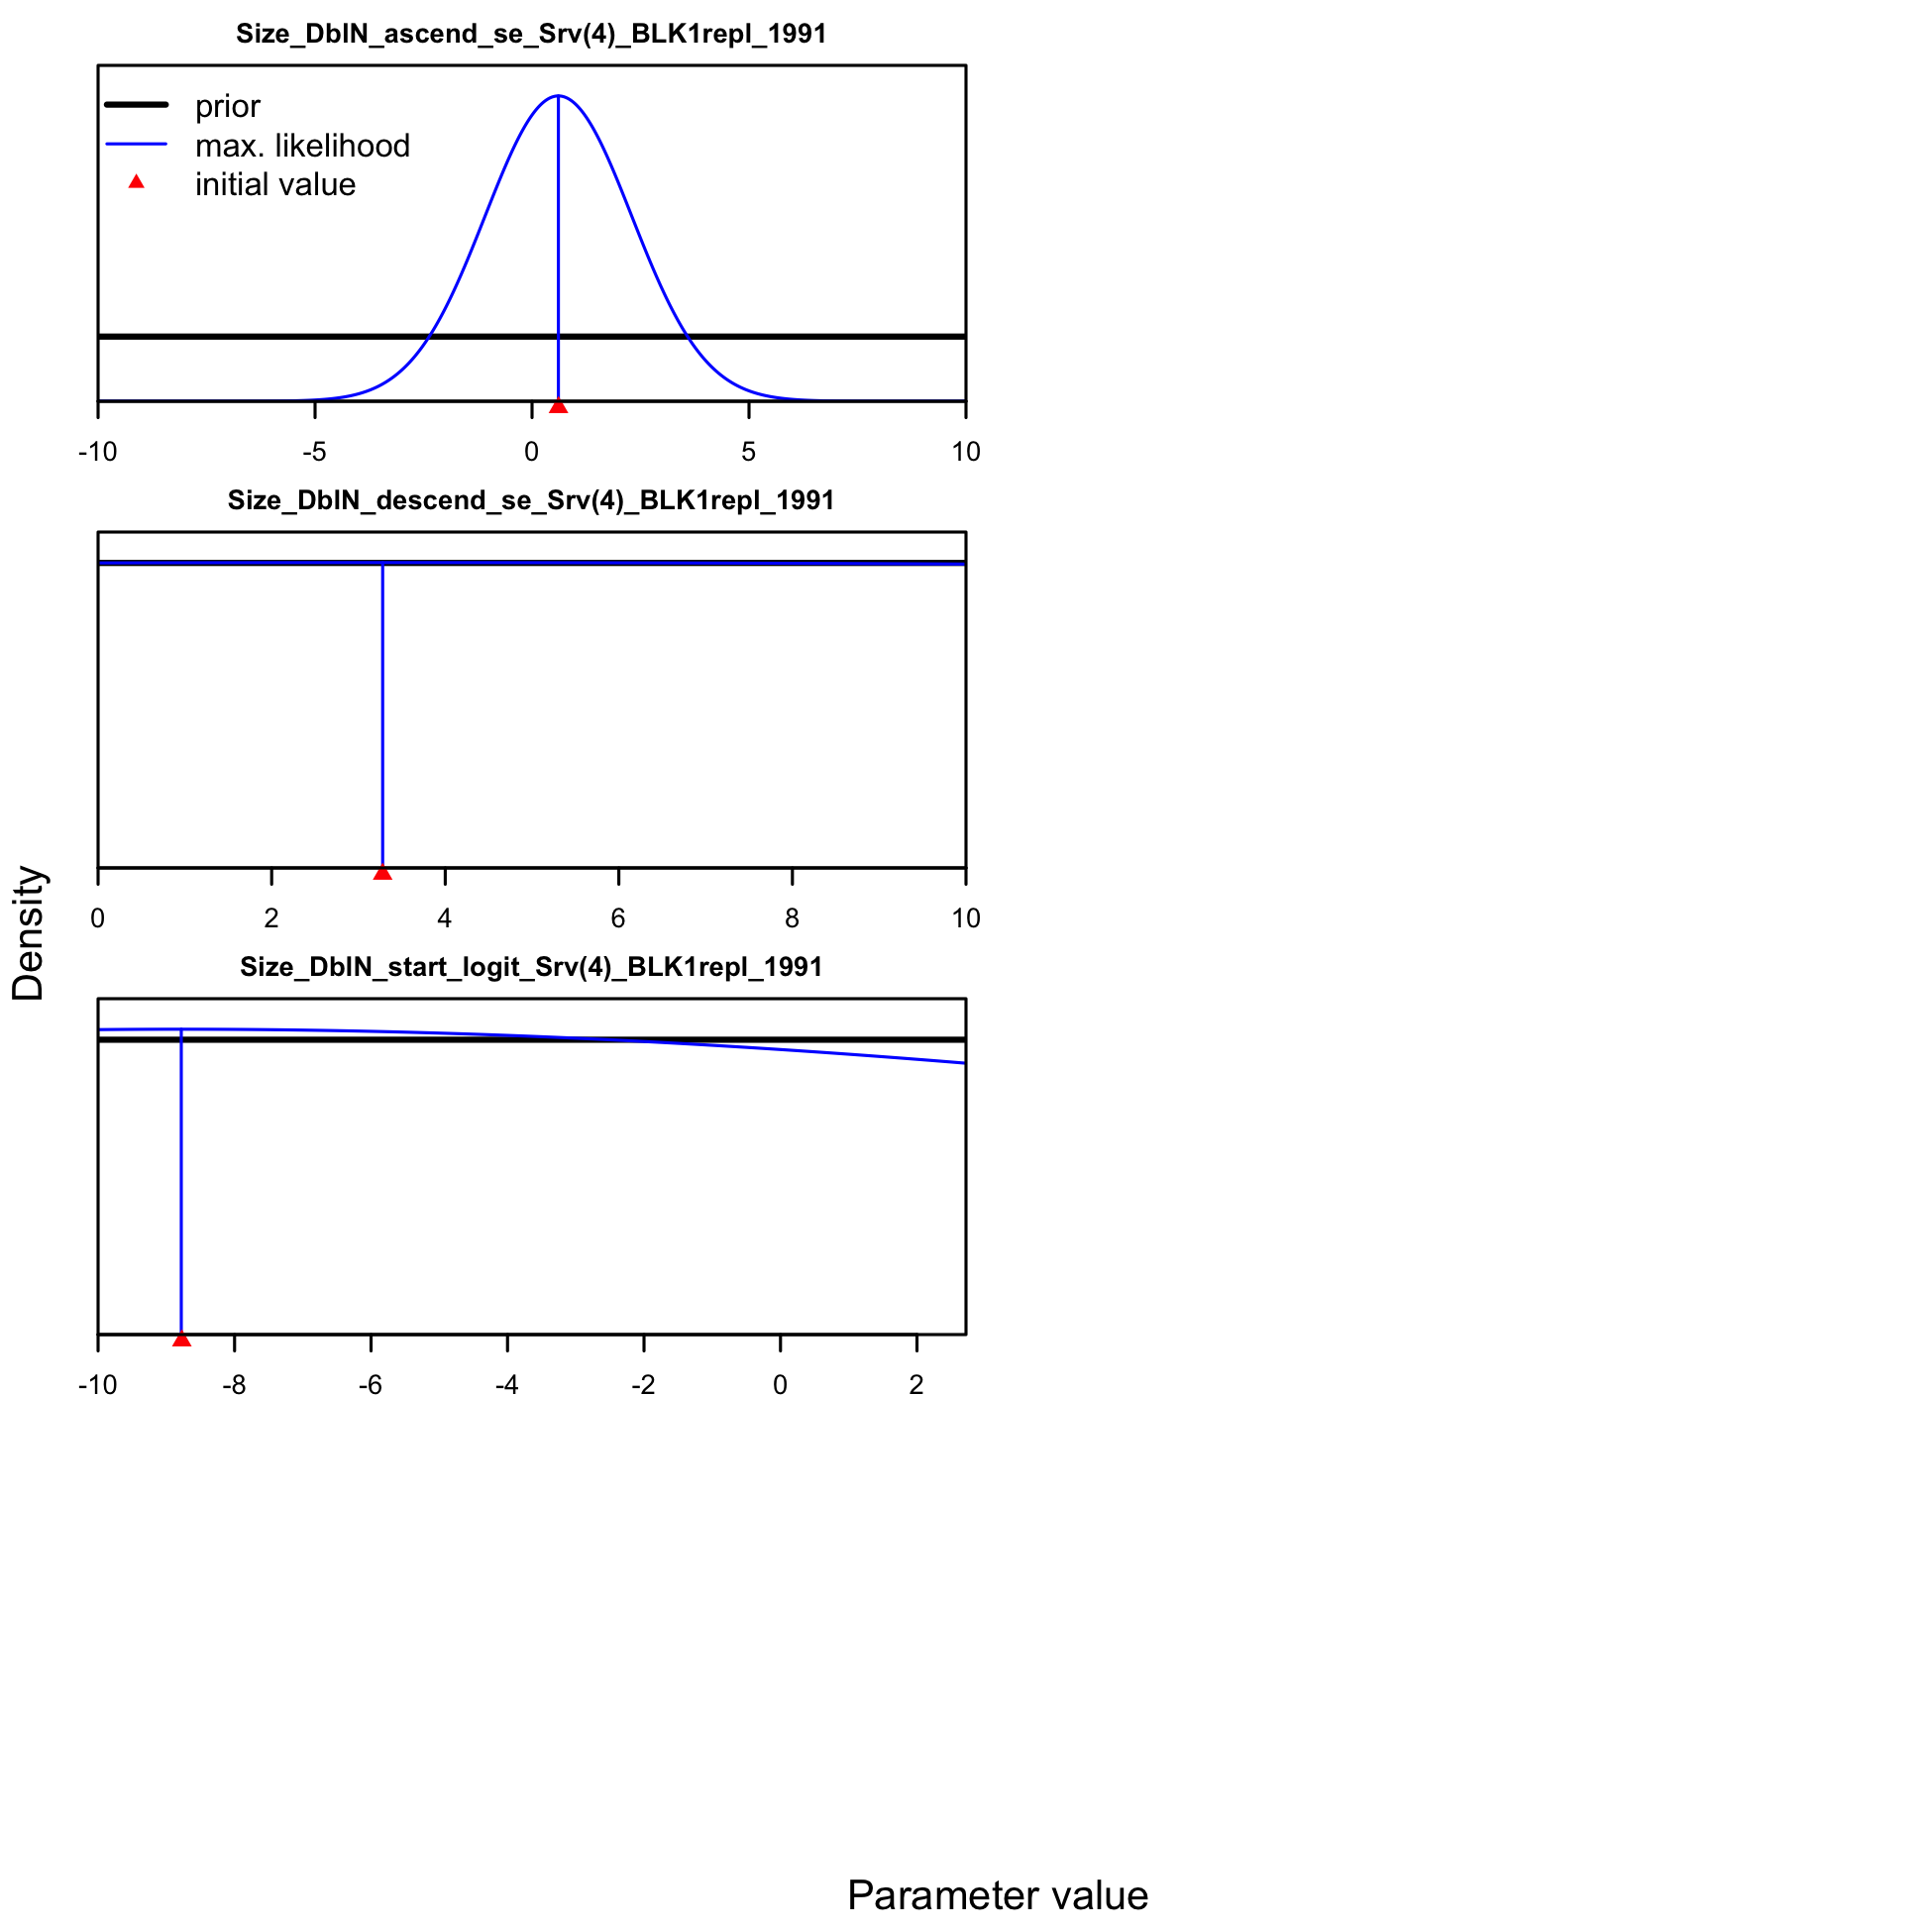 Size_DblN_ascend_se_Srv(4)_BLK1repl_1991
prior
max. likelihood
initial value
-10 -5 0 5 10
Size_DblN_descend_se_Srv(4)_BLK1repl_1991
0 2 4 6 8 10
Size_DblN_start_logit_Srv(4)_BLK1repl_1991
-10 -8 -6 -4 -2 0 2
Density
Parameter value